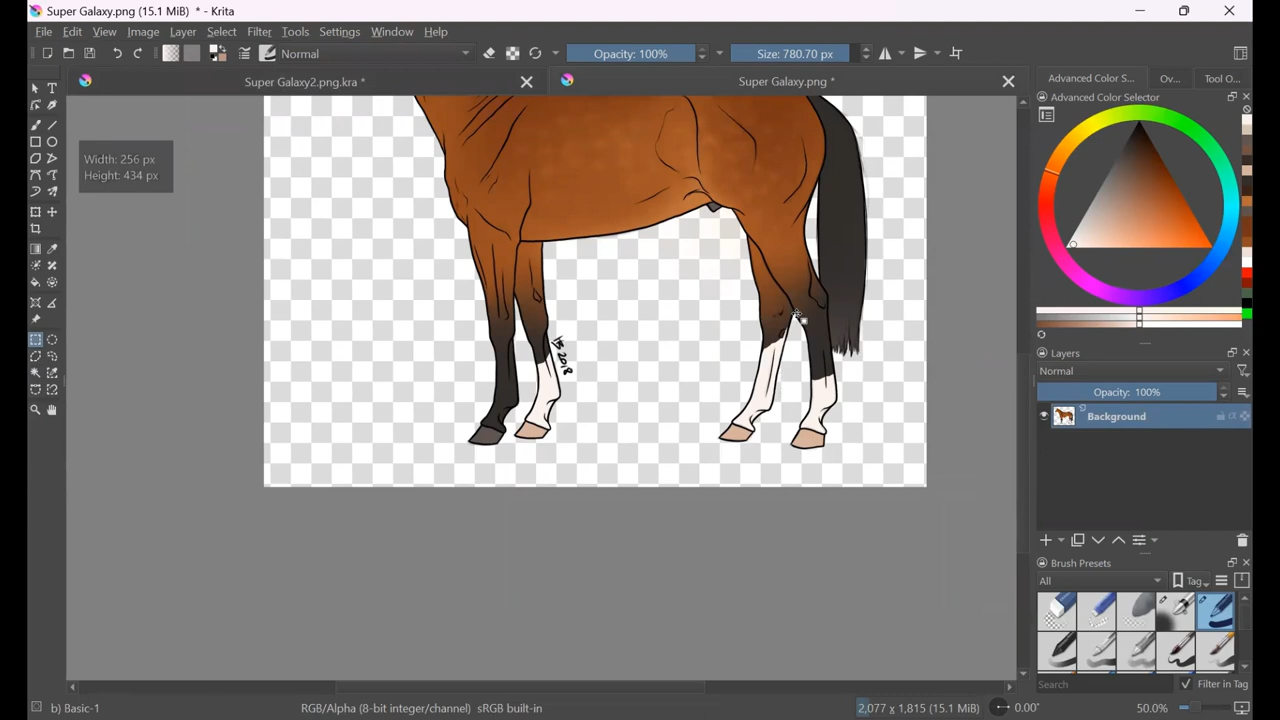 Super Galaxy.png (15.1 MiB) * - Krita
File Edit View Image Layer Select Filter Tools Settings Window Help
Normal Opacity: 100% Size: 780.70 px
Super Galaxy2.png.kra * Super Galaxy.png * Advanced Color S... Ov... Tool O...
Advanced Color Selector
Width: 256 px
Height: 434 px
2018
Layers
Normal
Opacity: 100%
Background
Brush Presets
All Tag
Search Filter in Tag
b) Basic-1 RGB/Alpha (8-bit integer/channel) sRGB built-in 2,077 x 1,815 (15.1 MiB) 0.00° 50.0%